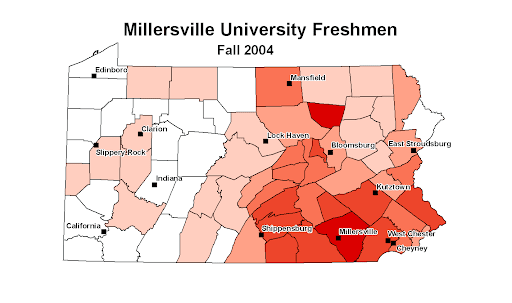 Millersville University Freshmen
Fall 2004
Edinboro
Mansfield
Clarion
Lock Haven
Bloomsburg
East Stroudsburg
Slippery Rock
Indiana
Kutztown
California
Shippensburg
Millersville
West Chester
Cheyney